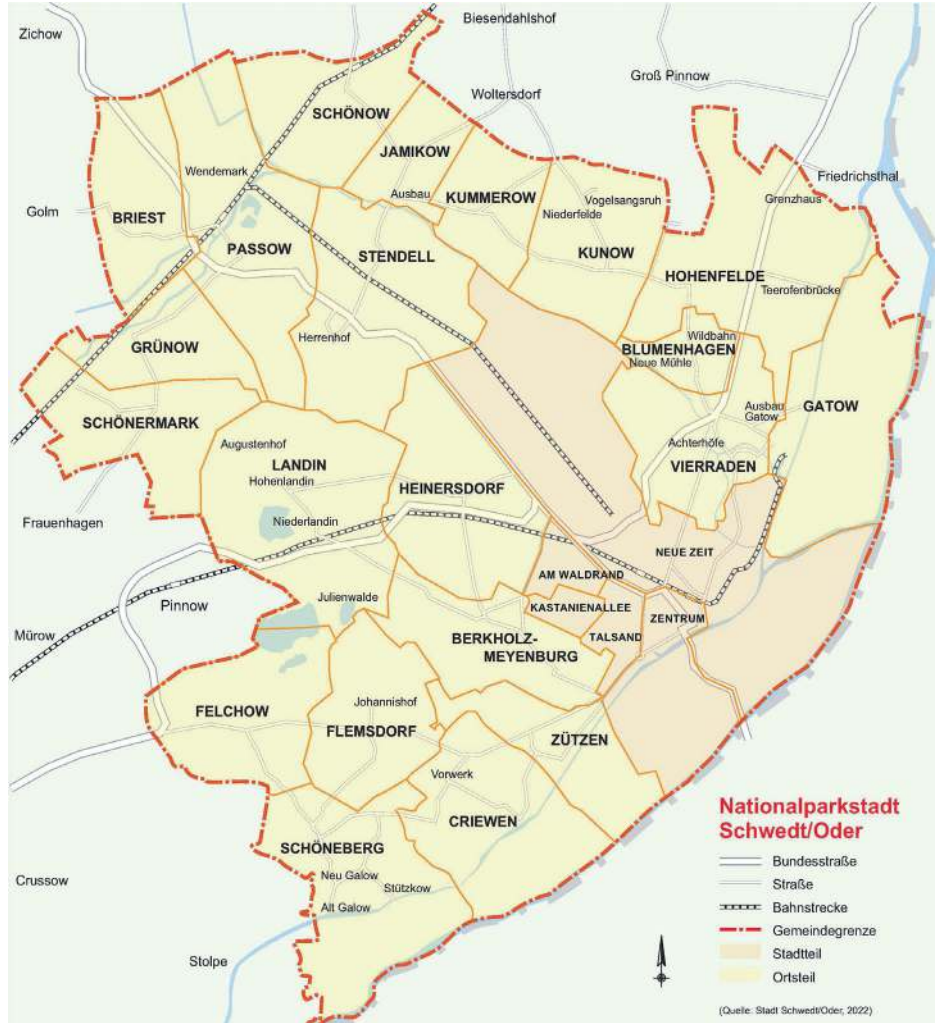 Zichow
Biesendahlshof
Groß Pinnow
Woltersdorf
SCHÖNOW
JAMIKOW
Wendemark
Ausbau
KUMMEROW
Vogelsangsruh
Niederfelde
Friedrichsthal
Grenzhaus
Golm
BRIEST
PASSOW
STENDELL
KUNOW
HOHENFELDE
Teerofenbrücke
Herrenhof
GRÜNOW
Wildbahn
BLUMENHAGEN
Neue Mühle
SCHÖNERMARK
Ausbau
Gatow
GATOW
Augustenhof
LANDIN
Hohenlandin
Achterhöfe
VIERRADEN
HEINERSDORF
Frauenhagen
Niederlandin
NEUE ZEIT
AM WALDRAND
Pinnow
Julienwalde
KASTANIENALLEE
ZENTRUM
Mürow
BERKHOLZ-
MEYENBURG
TALSAND
FELCHOW
Johannishof
FLEMSDORF
ZÜTZEN
Vorwerk
CRIEWEN
SCHÖNEBERG
Neu Galow
Stützkow
Crussow
Alt Galow
Stolpe
Nationalparkstadt
Schwedt/Oder
Bundesstraße
Straße
Bahnstrecke
Gemeindegrenze
Stadtteil
Ortsteil
(Quelle: Stadt Schwedt/Oder, 2022)